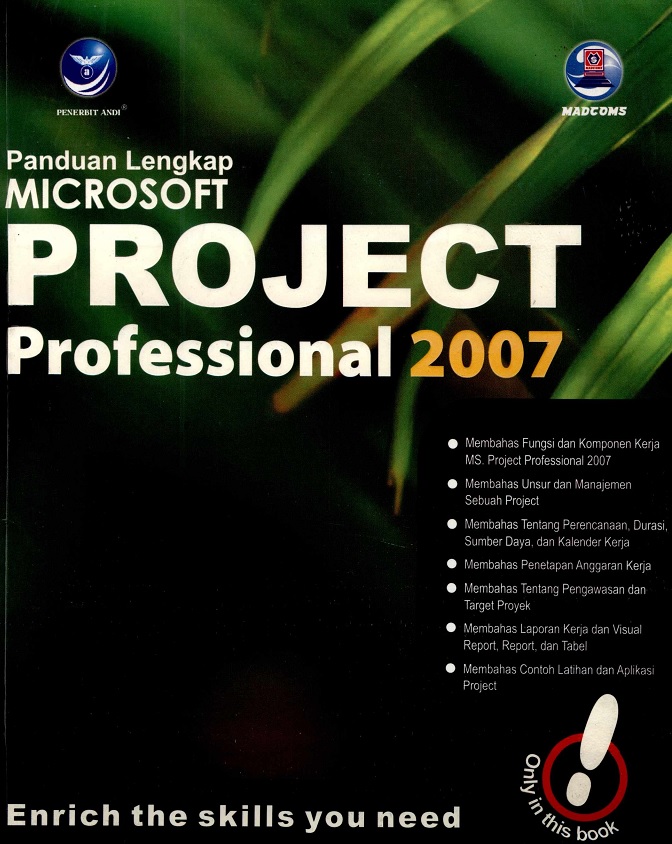 PENERBIT ANDI®
MADCOMS
Panduan Lengkap
MICROSOFT
PROJECT
Professional 2007
Membahas Fungsi dan Komponen Kerja
MS. Project Professional 2007
Membahas Unsur dan Manajemen
Sebuah Project
Membahas Tentang Perencanaan, Durasi,
Sumber Daya, dan Kalender Kerja
Membahas Penetapan Anggaran Kerja
Membahas Tentang Pengawasan dan
Target Proyek
Membahas Laporan Kerja dan Visual
Report, Report, dan Tabel
Membahas Contoh Latihan dan Aplikasi
Project
Only in this book
Enrich the skills you need